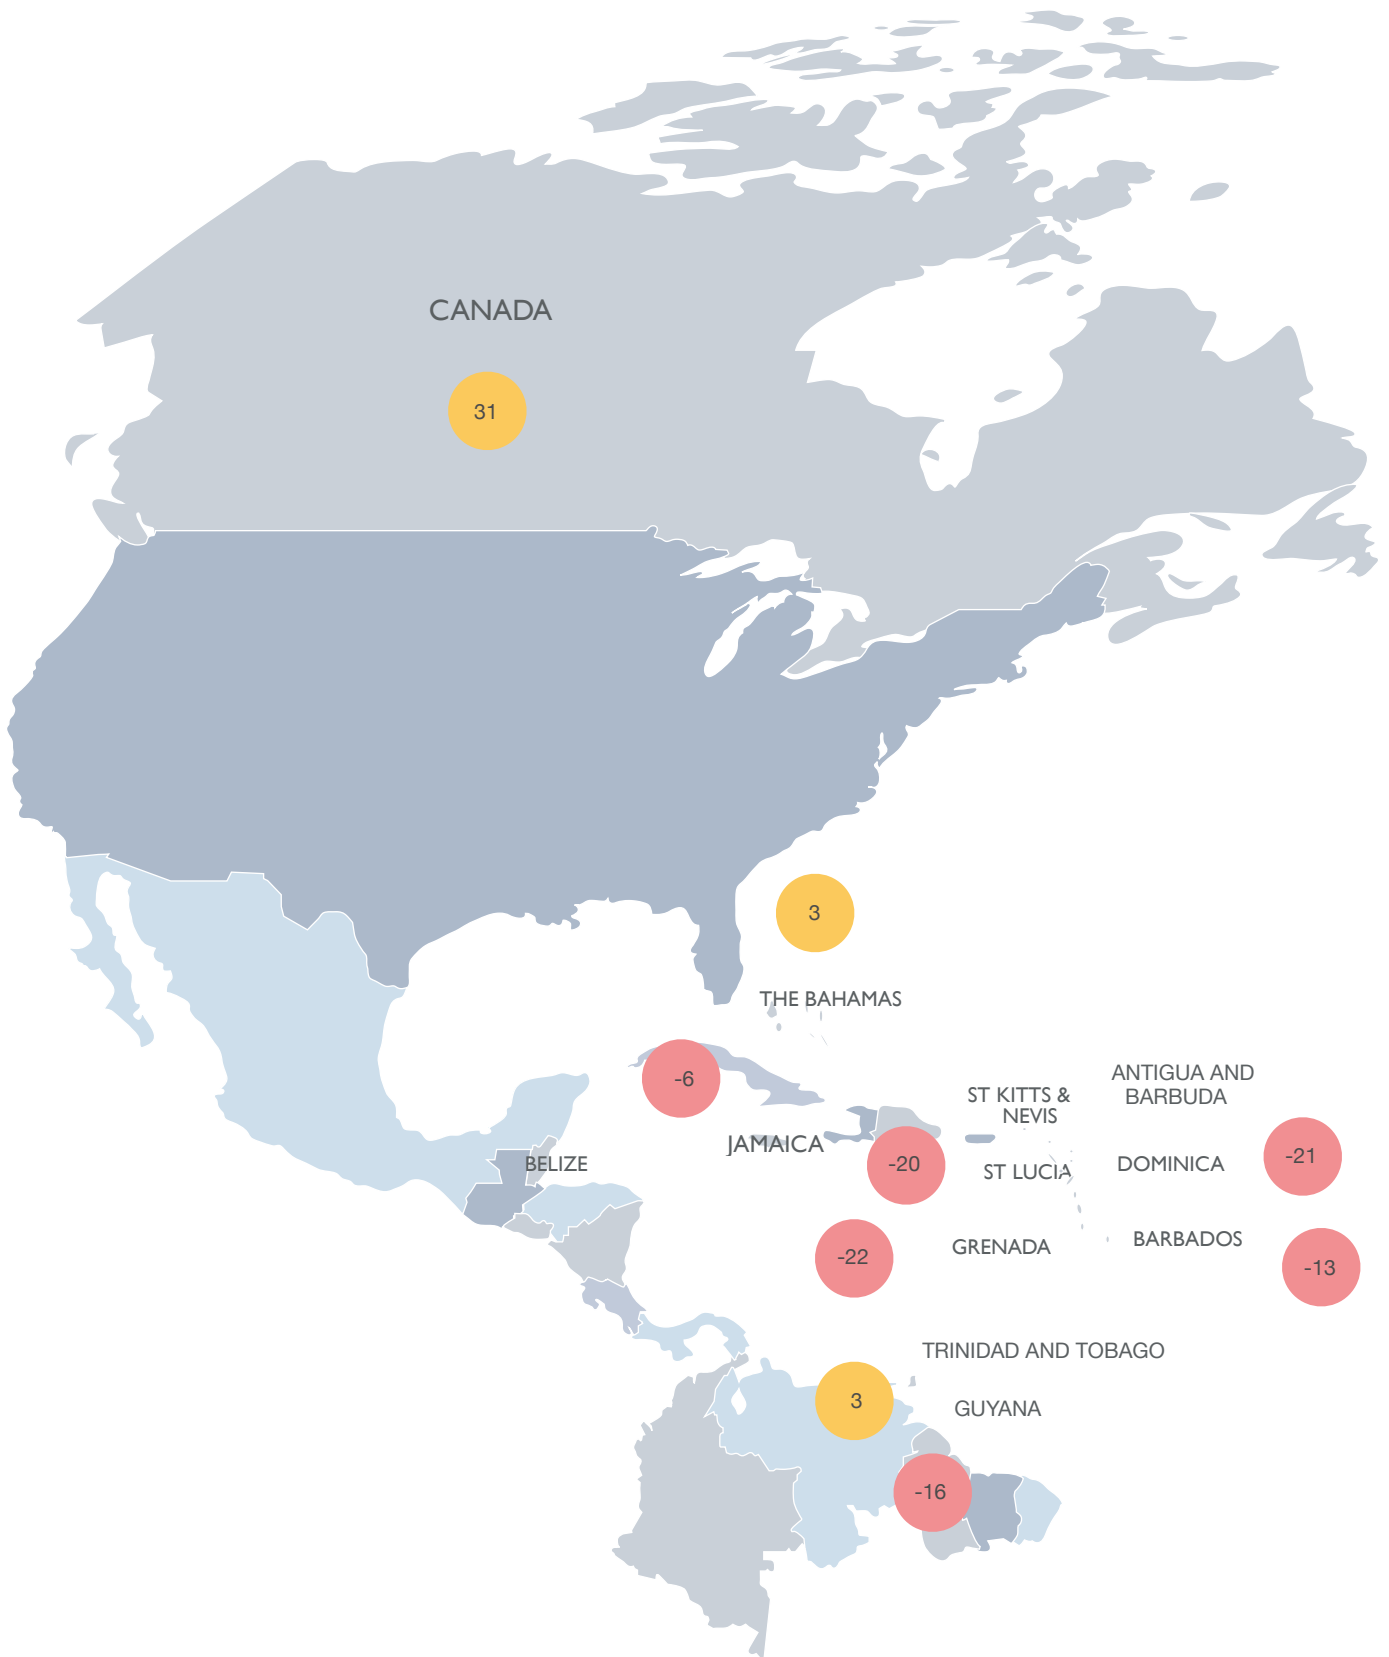 CANADA
31
3
THE BAHAMAS
-6
ANTIGUA AND
BARBUDA
ST KITTS &
NEVIS
JAMAICA
-20
ST LUCIA
DOMINICA
-21
BELIZE
-22
GRENADA
BARBADOS
-13
TRINIDAD AND TOBAGO
3
GUYANA
-16